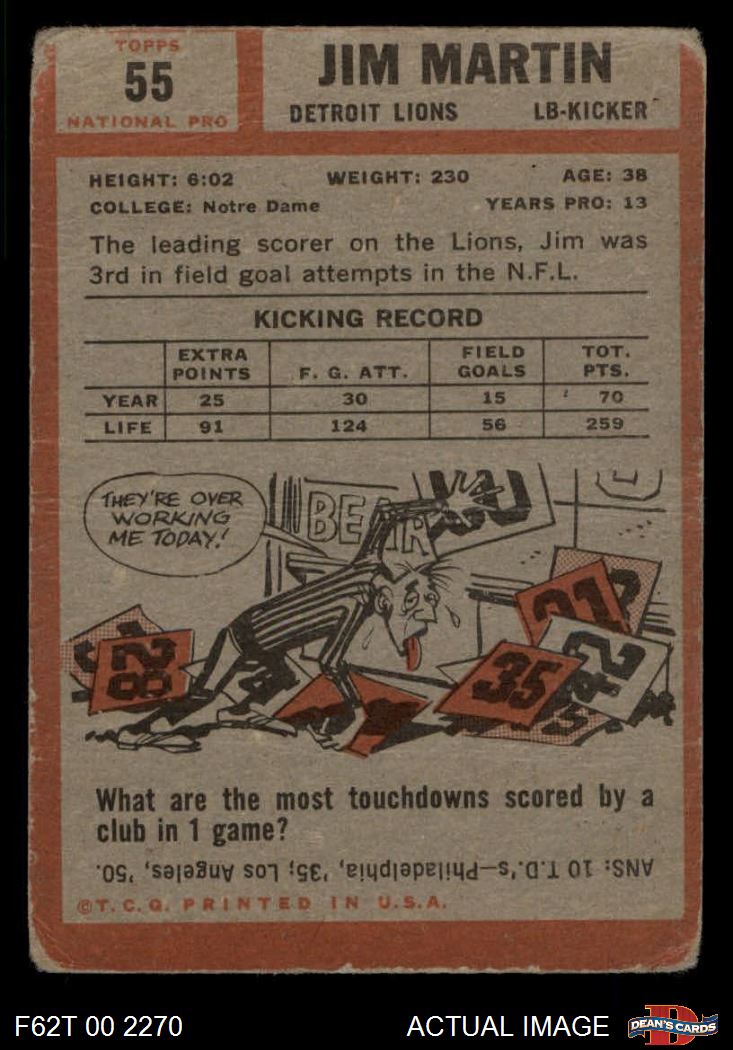 TOPPS
55
NATIONAL PRO
JIM MARTIN
DETROIT LIONS LB-KICKER
HEIGHT: 6:02 WEIGHT: 230 AGE: 38
COLLEGE: Notre Dame YEARS PRO: 13
The leading scorer on the Lions, Jim was
3rd in field goal attempts in the N.F.L.
KICKING RECORD
EXTRA POINTS F. G. ATT. FIELD GOALS TOT. PTS.
YEAR 25 30 15 70
LIFE 91 124 56 259
THEY'RE OVER
WORKING
ME TODAY!
BEAR
28
35
42
What are the most touchdowns scored by a
club in 1 game?
ANS: 10 T.D.'s—Philadelphia, '35; Los Angeles,
'50.
©T.C.G. PRINTED IN U.S.A.
F62T 00 2270 ACTUAL IMAGE DEAN'S CARDS